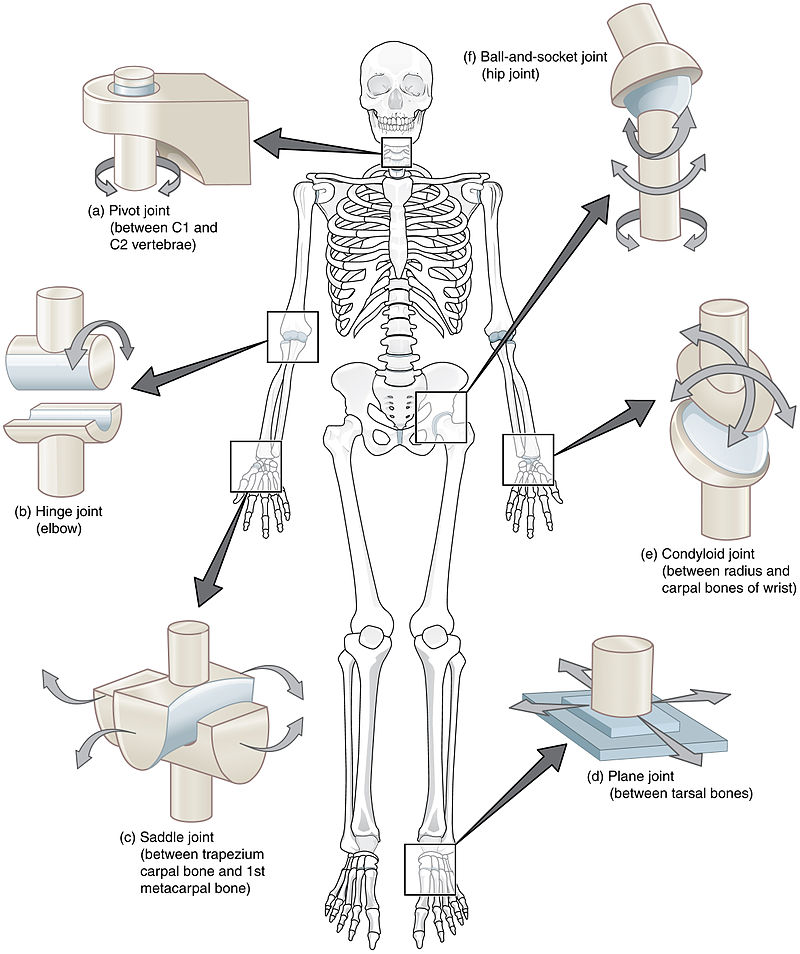 (a) Pivot joint
(between C1 and
C2 vertebrae)
(b) Hinge joint
(elbow)
(c) Saddle joint
(between trapezium
carpal bone and 1st
metacarpal bone)
(d) Plane joint
(between tarsal bones)
(e) Condyloid joint
(between radius and
carpal bones of wrist)
(f) Ball-and-socket joint
(hip joint)